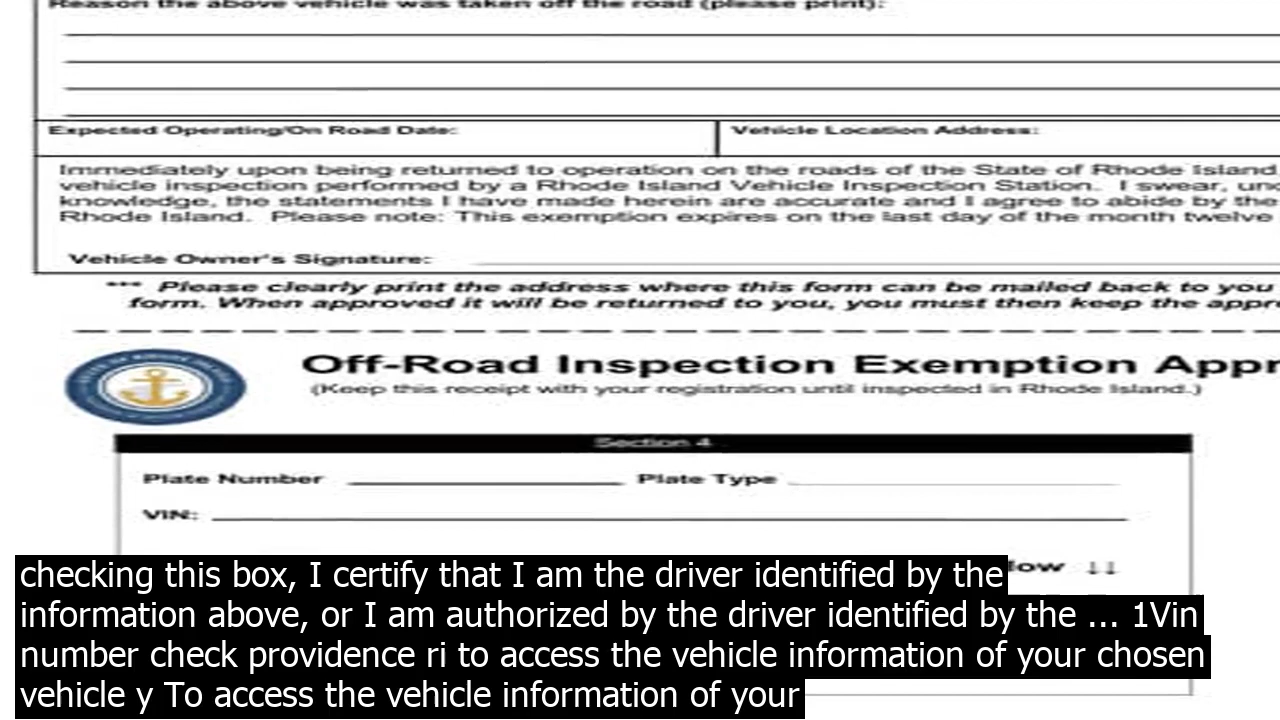 Reason the above vehicle was taken off the road (please print):
Expected Operating/On Road Date: Vehicle Location Address:
Immediately upon being returned to operation on the roads of the State of Rhode Island
vehicle inspection performed by a Rhode Island Vehicle Inspection Station. I swear, und
knowledge, the statements I have made herein are accurate and I agree to abide by the
Rhode Island. Please note: This exemption expires on the last day of the month twelve
Vehicle Owner's Signature:
*** Please clearly print the address where this form can be mailed back to you
form. When approved it will be returned to you, you must then keep the appr
Off-Road Inspection Exemption Appr
(Keep this receipt with your registration until inspected in Rhode Island.)
Section 4
Plate Number Plate Type
VIN:
low ↓↓
checking this box, I certify that I am the driver identified by the
information above, or I am authorized by the driver identified by the ... 1Vin
number check providence ri to access the vehicle information of your chosen
vehicle y To access the vehicle information of your